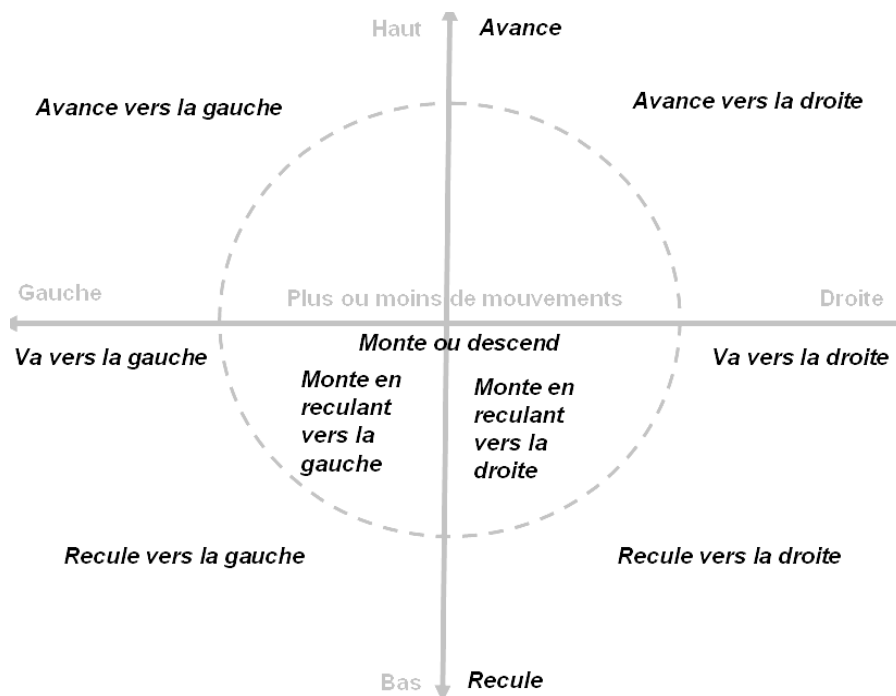 Haut
Avance
Avance vers la gauche
Avance vers la droite
Gauche
Plus ou moins de mouvements
Droite
Monte ou descend
Va vers la gauche
Va vers la droite
Monte en
reculant
vers la
gauche
Monte en
reculant
vers la
droite
Recule vers la gauche
Recule vers la droite
Bas
Recule